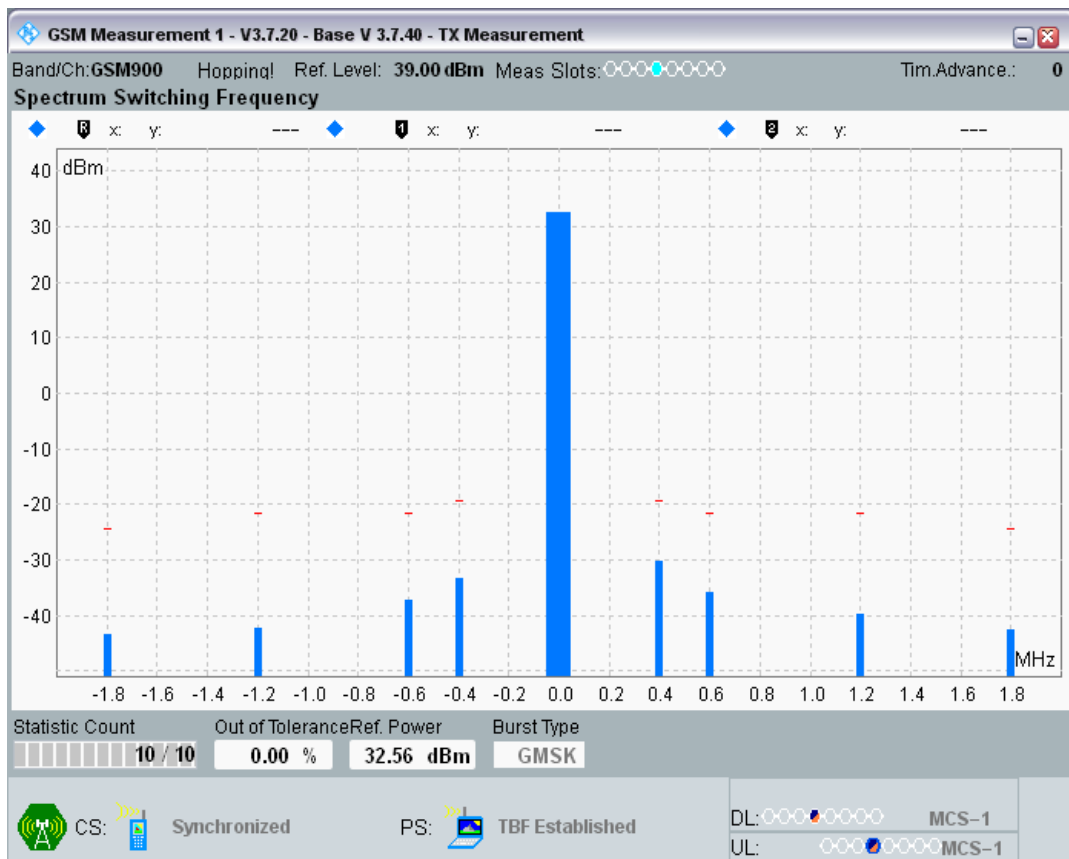 GSM Measurement 1 - V3.7.20 - Base V 3.7.40 - TX Measurement
Band/Ch:GSM900 Hopping! Ref. Level: 39.00 dBm Meas Slots: Tim.Advance.: 0
Spectrum Switching Frequency
R x: y: --- 1 x: y: --- 2 x: y: ---
dBm
40
30
20
10
0
-10
-20
-30
-40
MHz
-1.8 -1.6 -1.4 -1.2 -1.0 -0.8 -0.6 -0.4 -0.2 0.0 0.2 0.4 0.6 0.8 1.0 1.2 1.4 1.6 1.8
Statistic Count Out of Tolerance Ref. Power Burst Type
10 / 10 0.00 % 32.56 dBm GMSK
CS: Synchronized PS: TBF Established DL: MCS-1
UL: MCS-1